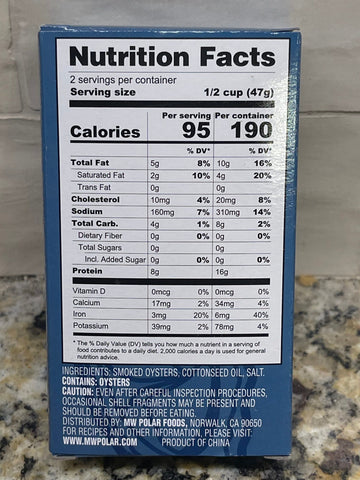 Nutrition Facts
2 servings per container
Serving size 1/2 cup (47g)
Per serving Per container
Calories 95 190
% DV* % DV*
Total Fat 5g 8% 10g 16%
Saturated Fat 2g 10% 4g 20%
Trans Fat 0g 0g
Cholesterol 10mg 4% 20mg 8%
Sodium 160mg 7% 310mg 14%
Total Carb. 4g 1% 8g 2%
Dietary Fiber 0g 0% 0g 0%
Total Sugars 0g 0g
Incl. Added Sugar 0g 0% 0g 0%
Protein 8g 16g
Vitamin D 0mcg 0% 0mcg 0%
Calcium 17mg 2% 34mg 4%
Iron 3mg 20% 6mg 40%
Potassium 39mg 2% 78mg 4%
* The % Daily Value (DV) tells you how much a nutrient in a serving of
food contributes to a daily diet. 2,000 calories a day is used for general
nutrition advice.
INGREDIENTS: SMOKED OYSTERS, COTTONSEED OIL, SALT.
CONTAINS: OYSTERS
CAUTION: EVEN AFTER CAREFUL INSPECTION PROCEDURES,
OCCASIONAL SHELL FRAGMENTS MAY BE PRESENT AND
SHOULD BE REMOVED BEFORE EATING.
DISTRIBUTED BY: MW POLAR FOODS, NORWALK, CA 90650
FOR RECIPES AND OTHER INFORMATION, PLEASE VISIT:
WWW.MWPOLAR.COM PRODUCT OF CHINA